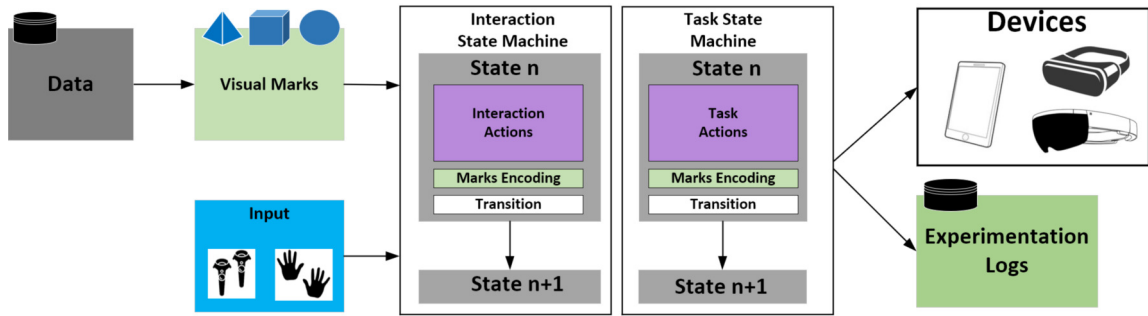 Data
Visual Marks
Input
Interaction
State Machine
State n
Interaction
Actions
Marks Encoding
Transition
State n+1
Task State
Machine
State n
Task
Actions
Marks Encoding
Transition
State n+1
Devices
Experimentation
Logs